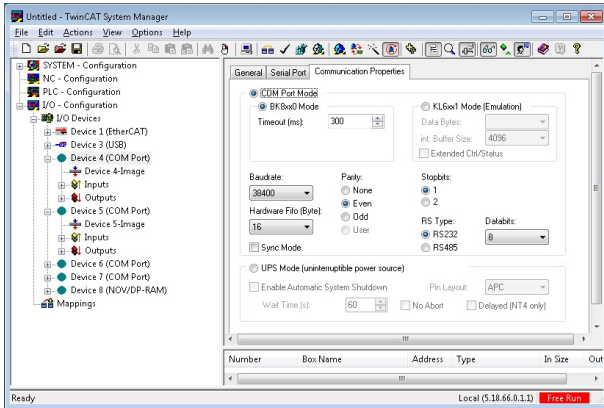 Untitled - TwinCAT System Manager
File Edit Actions View Options Help
SYSTEM - Configuration
NC - Configuration
PLC - Configuration
I/O - Configuration
I/O Devices
Device 1 (EtherCAT)
Device 3 (USB)
Device 4 (COM Port)
Device 4-Image
Inputs
Outputs
Device 5 (COM Port)
Device 5-Image
Inputs
Outputs
Device 6 (COM Port)
Device 7 (COM Port)
Device 8 (NOV/DP-RAM)
Mappings
General Serial Port Communication Properties
COM Port Mode
BK8xx0 Mode
Timeout (ms): 300
KL6xx1 Mode (Emulation)
Data Bytes:
int. Buffer Size: 4096
Extended Ctrl/Status
Baudrate:
38400
Hardware Fifo (Byte):
16
Sync Mode
Parity:
None
Even
Odd
User
Stopbits:
1
2
RS Type:
RS232
RS485
Databits:
8
UPS Mode (uninterruptible power source)
Enable Automatic System Shutdown Pin Layout: APC
Wait Time (s): 60 No Abort Delayed (NT4 only)
Number Box Name Address Type In Size Out
Ready Local (5.18.66.0.1.1) Free Run